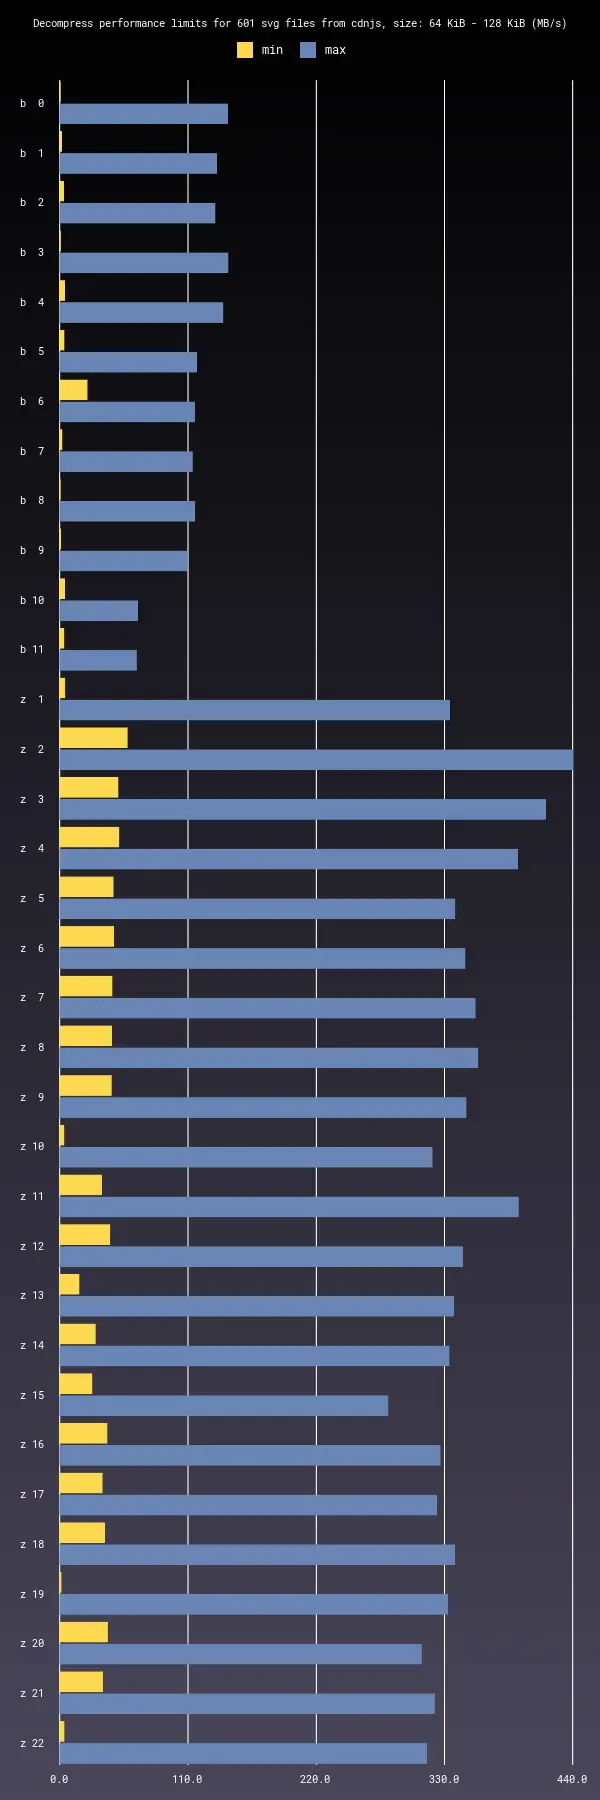 Decompress performance limits for 601 svg files from cdnjs, size: 64 KiB - 128 KiB (MB/s)
min max
b 0
b 1
b 2
b 3
b 4
b 5
b 6
b 7
b 8
b 9
b 10
b 11
z 1
z 2
z 3
z 4
z 5
z 6
z 7
z 8
z 9
z 10
z 11
z 12
z 13
z 14
z 15
z 16
z 17
z 18
z 19
z 20
z 21
z 22
0.0 110.0 220.0 330.0 440.0